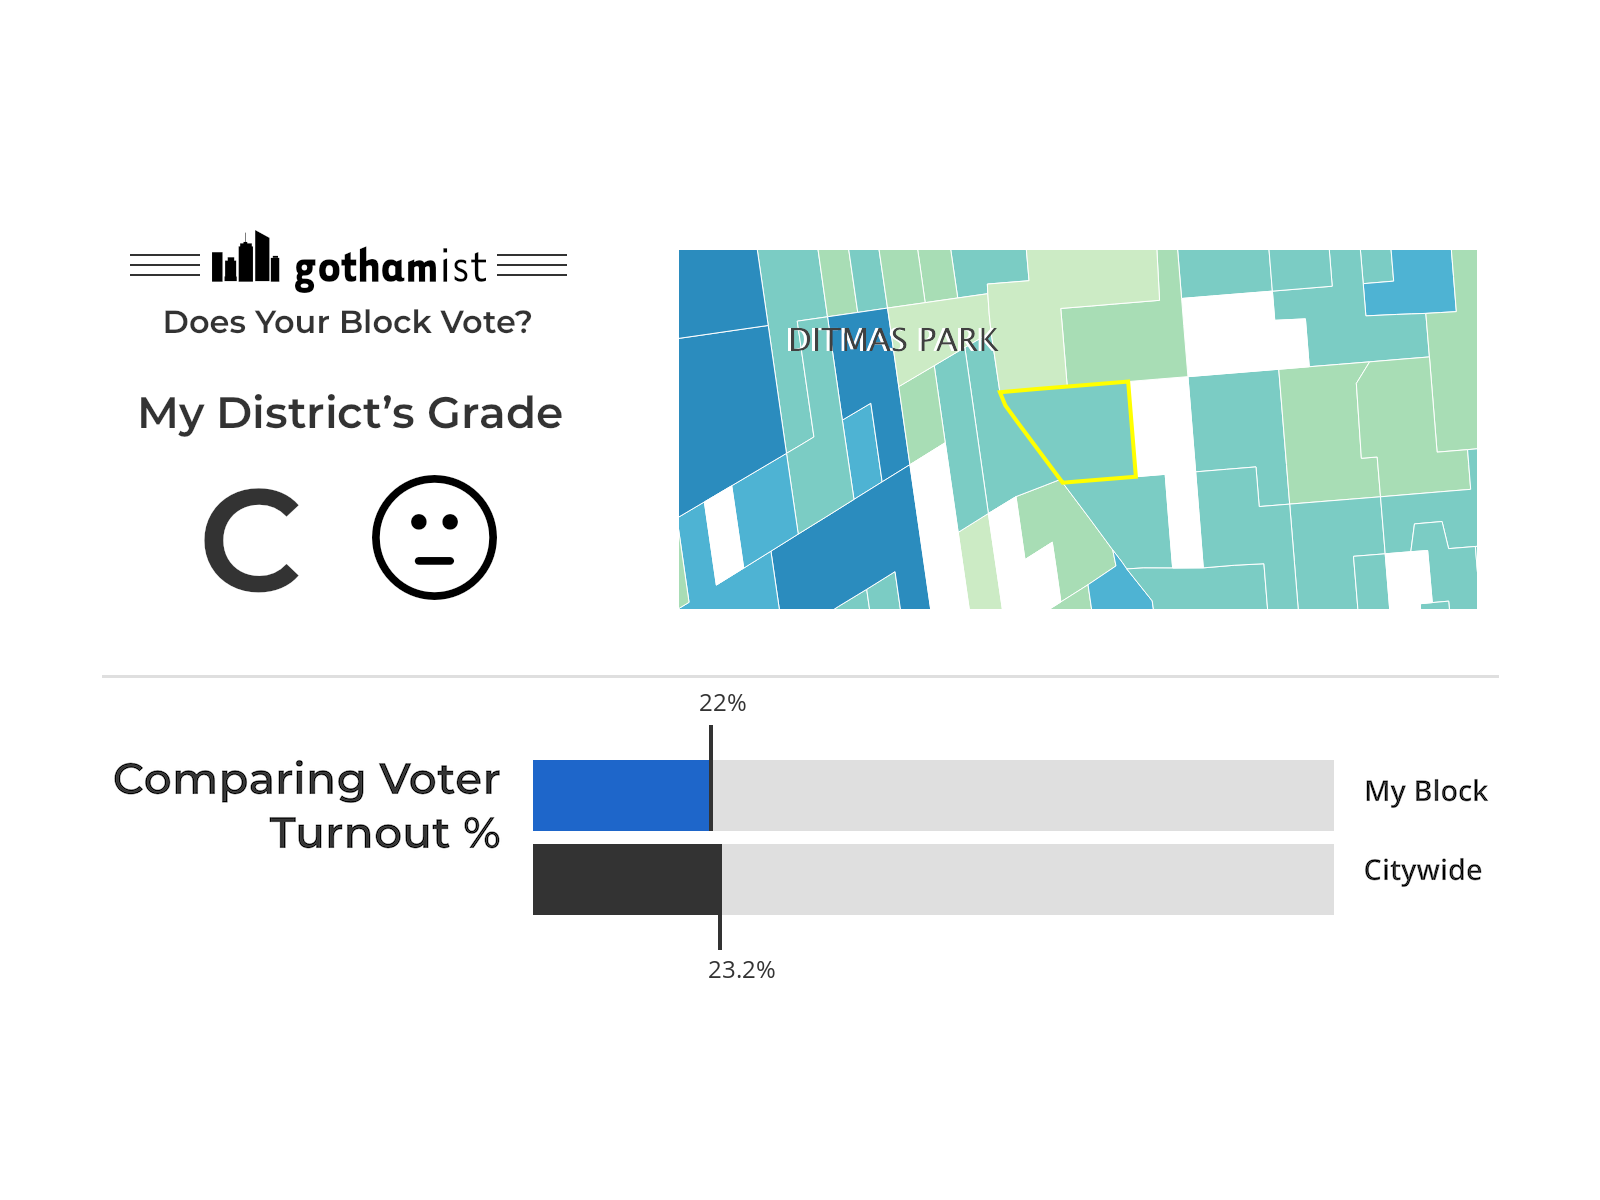 gothamist
Does Your Block Vote?
My District’s Grade
C
DITMAS PARK
22%
Comparing Voter
Turnout %
My Block
Citywide
23.2%